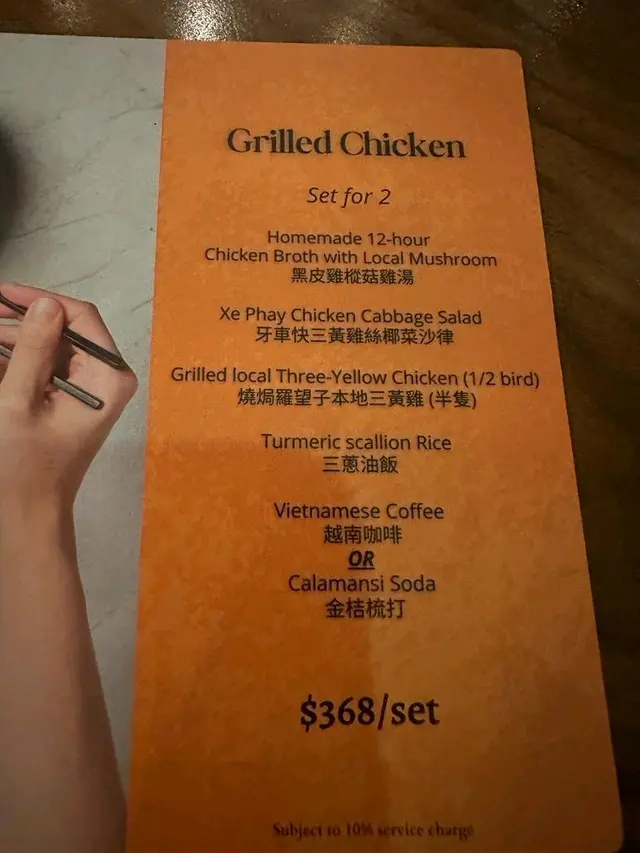 Grilled Chicken
Set for 2
Homemade 12-hour
Chicken Broth with Local Mushroom
黑皮雞樅菇雞湯
Xe Phay Chicken Cabbage Salad
牙車快三黃雞絲椰菜沙律
Grilled local Three-Yellow Chicken (1/2 bird)
燒焗羅望子本地三黃雞 (半隻)
Turmeric scallion Rice
三蔥油飯
Vietnamese Coffee
越南咖啡
OR
Calamansi Soda
金桔梳打
$368/set
Subject to 10% service charge